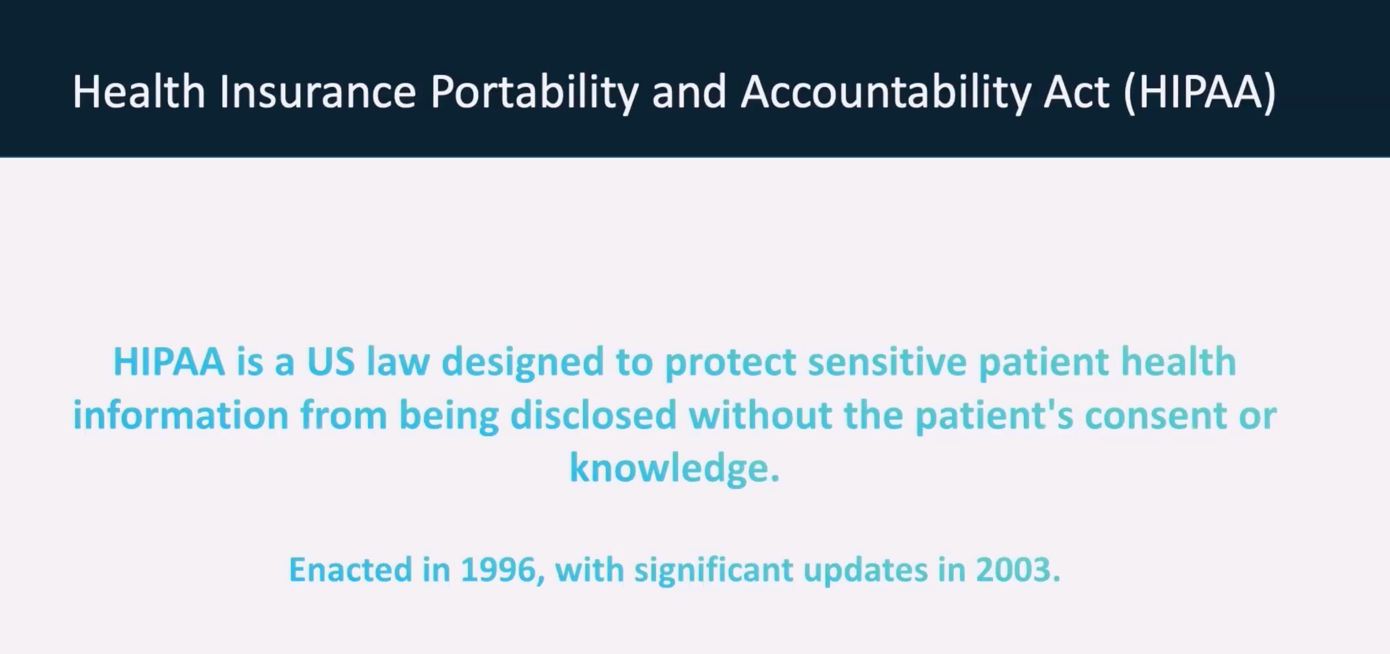 Health Insurance Portability and Accountability Act (HIPAA)
HIPAA is a US law designed to protect sensitive patient health
information from being disclosed without the patient's consent or
knowledge.
Enacted in 1996, with significant updates in 2003.